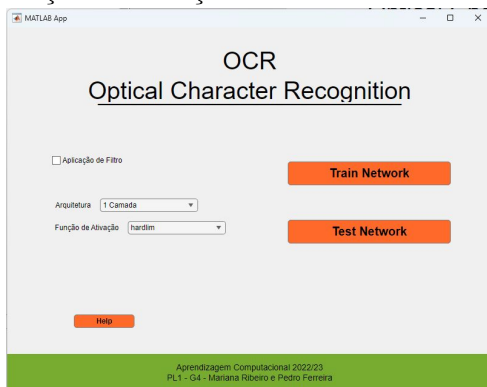 MATLAB App
OCR
Optical Character Recognition
Aplicação de Filtro
Train Network
Arquitetura 1 Camada
Função de Ativação hardlim
Test Network
Help
Aprendizagem Computacional 2022/23
PL1 - G4 - Mariana Ribeiro e Pedro Ferreira